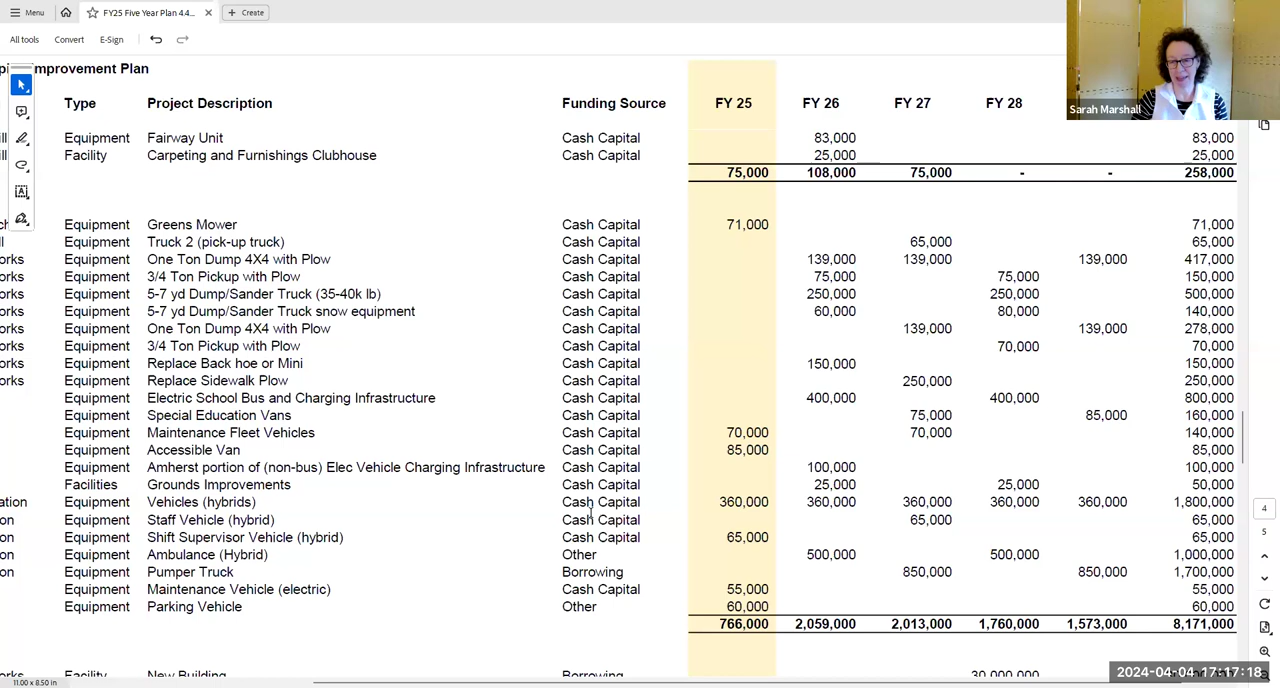 Menu FY25 Five Year Plan 4.4... Create
All tools Convert E-Sign
Improvement Plan
Type Project Description Funding Source FY 25 FY 26 FY 27 FY 28
Sarah Marshall
Equipment Fairway Unit Cash Capital 83,000 83,000
Facility Carpeting and Furnishings Clubhouse Cash Capital 25,000 25,000
75,000 108,000 75,000 - - 258,000
Equipment Greens Mower Cash Capital 71,000 71,000
Equipment Truck 2 (pick-up truck) Cash Capital 65,000 65,000
orks Equipment One Ton Dump 4X4 with Plow Cash Capital 139,000 139,000 139,000 417,000
orks Equipment 3/4 Ton Pickup with Plow Cash Capital 75,000 75,000 150,000
orks Equipment 5-7 yd Dump/Sander Truck (35-40k lb) Cash Capital 250,000 250,000 500,000
orks Equipment 5-7 yd Dump/Sander Truck snow equipment Cash Capital 60,000 80,000 140,000
orks Equipment One Ton Dump 4X4 with Plow Cash Capital 139,000 139,000 278,000
orks Equipment 3/4 Ton Pickup with Plow Cash Capital 70,000 70,000
orks Equipment Replace Back hoe or Mini Cash Capital 150,000 150,000
orks Equipment Replace Sidewalk Plow Cash Capital 250,000 250,000
Equipment Electric School Bus and Charging Infrastructure Cash Capital 400,000 400,000 800,000
Equipment Special Education Vans Cash Capital 75,000 85,000 160,000
Equipment Maintenance Fleet Vehicles Cash Capital 70,000 70,000 140,000
Equipment Accessible Van Cash Capital 85,000 85,000
Equipment Amherst portion of (non-bus) Elec Vehicle Charging Infrastructure Cash Capital 100,000 100,000
Facilities Grounds Improvements Cash Capital 25,000 25,000 50,000
ation Equipment Vehicles (hybrids) Cash Capital 360,000 360,000 360,000 360,000 360,000 1,800,000
on Equipment Staff Vehicle (hybrid) Cash Capital 65,000 65,000
on Equipment Shift Supervisor Vehicle (hybrid) Cash Capital 65,000 65,000
on Equipment Ambulance (Hybrid) Other 500,000 500,000 1,000,000
on Equipment Pumper Truck Borrowing 850,000 850,000 1,700,000
Equipment Maintenance Vehicle (electric) Cash Capital 55,000 55,000
Equipment Parking Vehicle Other 60,000 60,000
766,000 2,059,000 2,013,000 1,760,000 1,573,000 8,171,000
orks Facility New Building Borrowing 30,000,000
4
5
2024-04-04 17:17:18
11.00 x 8.50 in